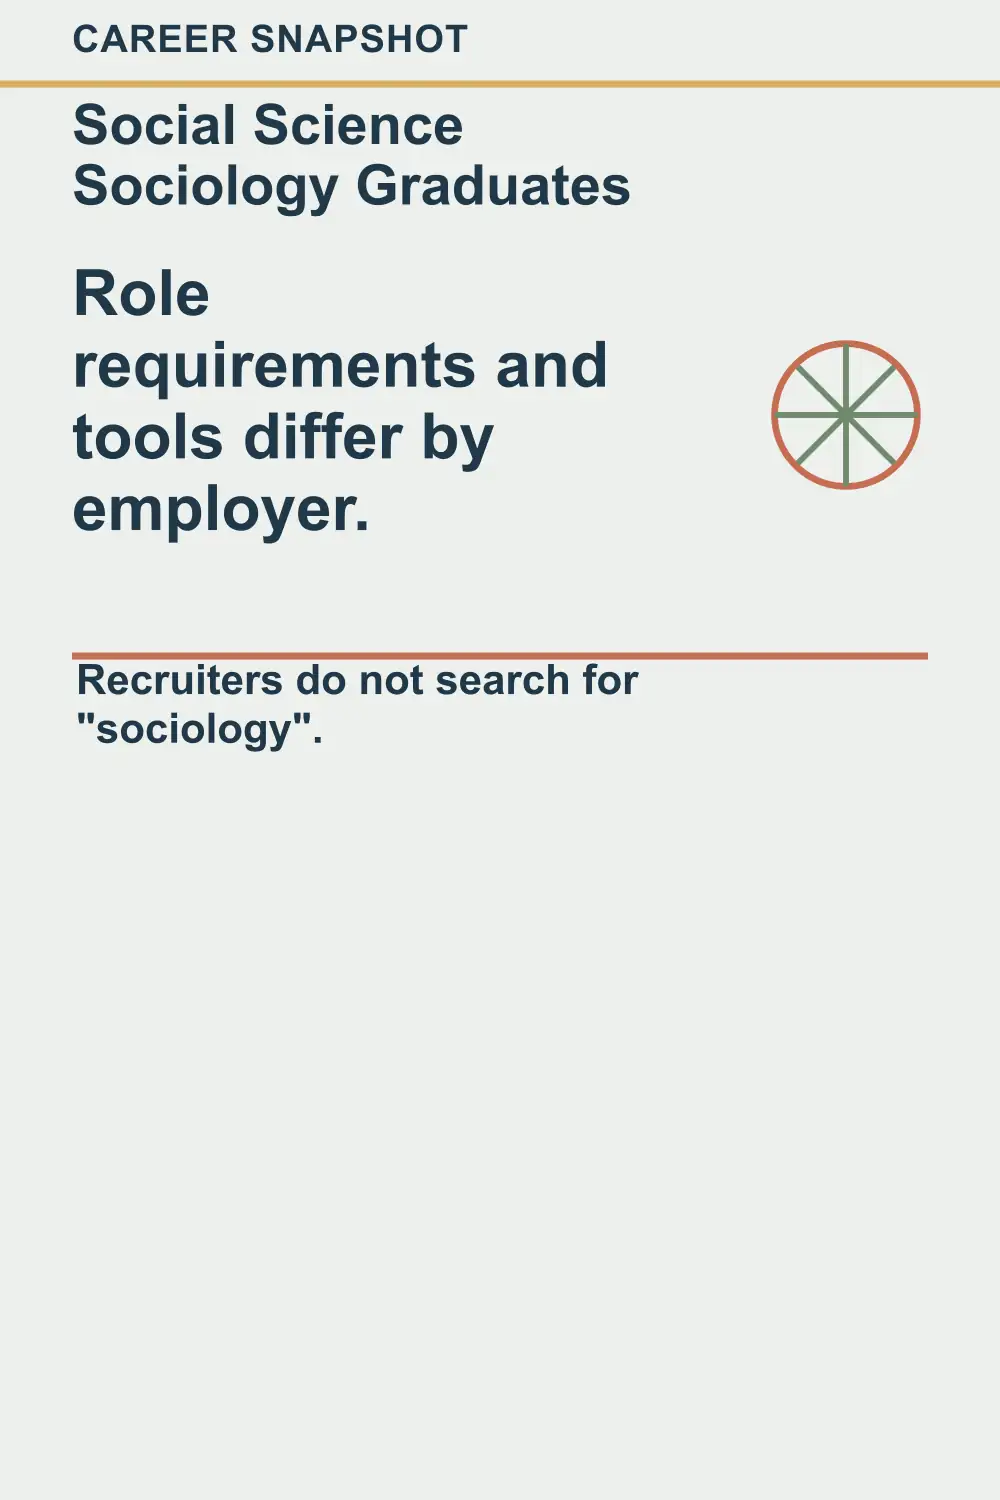 CAREER SNAPSHOT
Social Science
Sociology Graduates
Role
requirements and
tools differ by
employer.
Recruiters do not search for
"sociology".